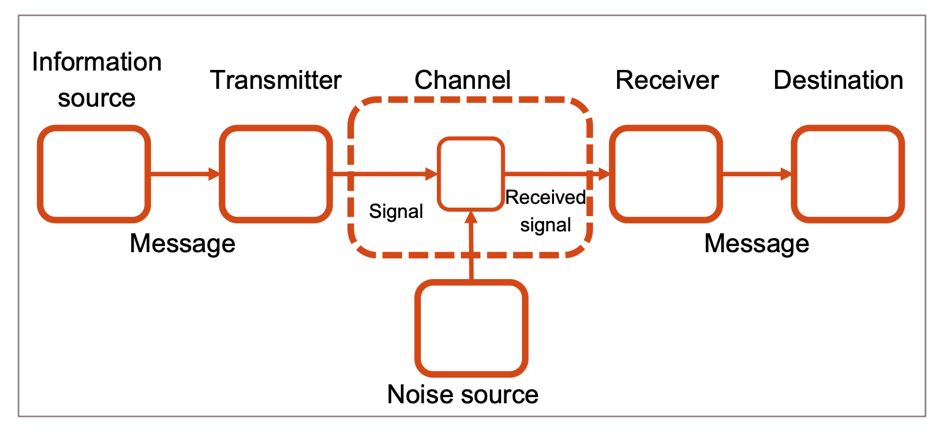 Information
source
Transmitter
Channel
Receiver
Destination
Signal
Received
signal
Message
Message
Noise source